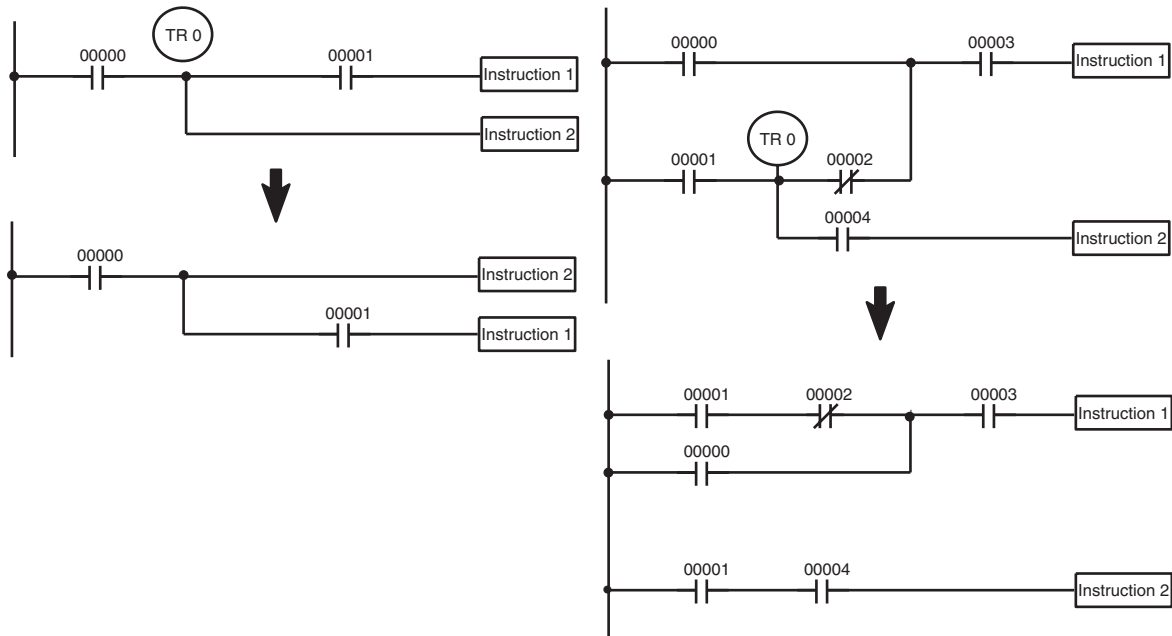 TR 0
00000
00001
Instruction 1
Instruction 2
00000
Instruction 2
00001
Instruction 1
00000
00003
Instruction 1
TR 0
00001
00002
00004
Instruction 2
00001
00002
00003
Instruction 1
00000
00001
00004
Instruction 2